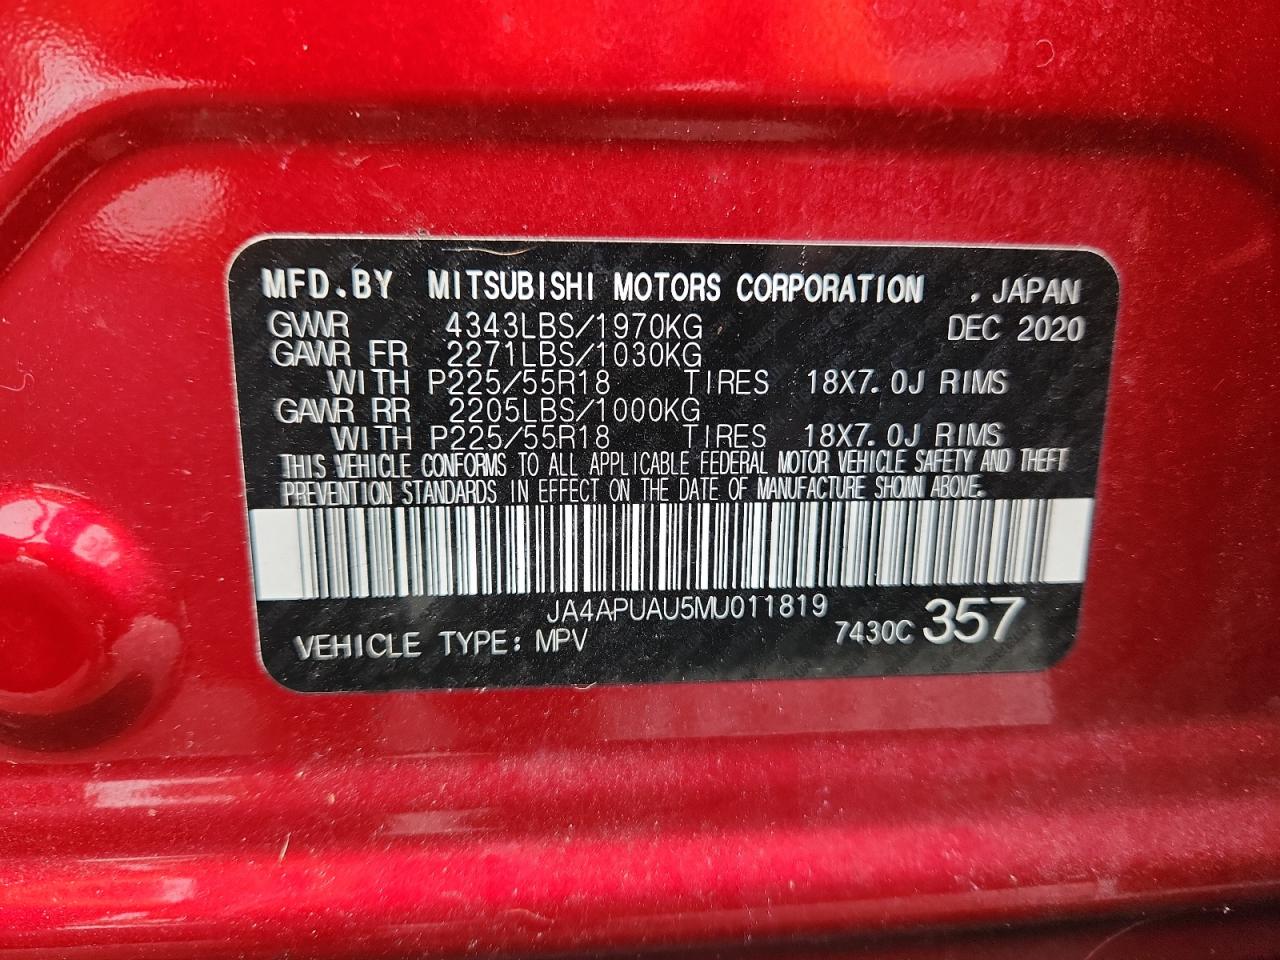 MFD.BY MITSUBISHI MOTORS CORPORATION , JAPAN
GVWR 4343LBS/1970KG DEC 2020
GAWR FR 2271LBS/1030KG
WITH P225/55R18 TIRES 18X7.0J RIMS
GAWR RR 2205LBS/1000KG
WITH P225/55R18 TIRES 18X7.0J RIMS
THIS VEHICLE CONFORMS TO ALL APPLICABLE FEDERAL MOTOR VEHICLE SAFETY AND THEFT
PREVENTION STANDARDS IN EFFECT ON THE DATE OF MANUFACTURE SHOWN ABOVE.
JA4APUAU5MU011819
VEHICLE TYPE: MPV 7430C 357